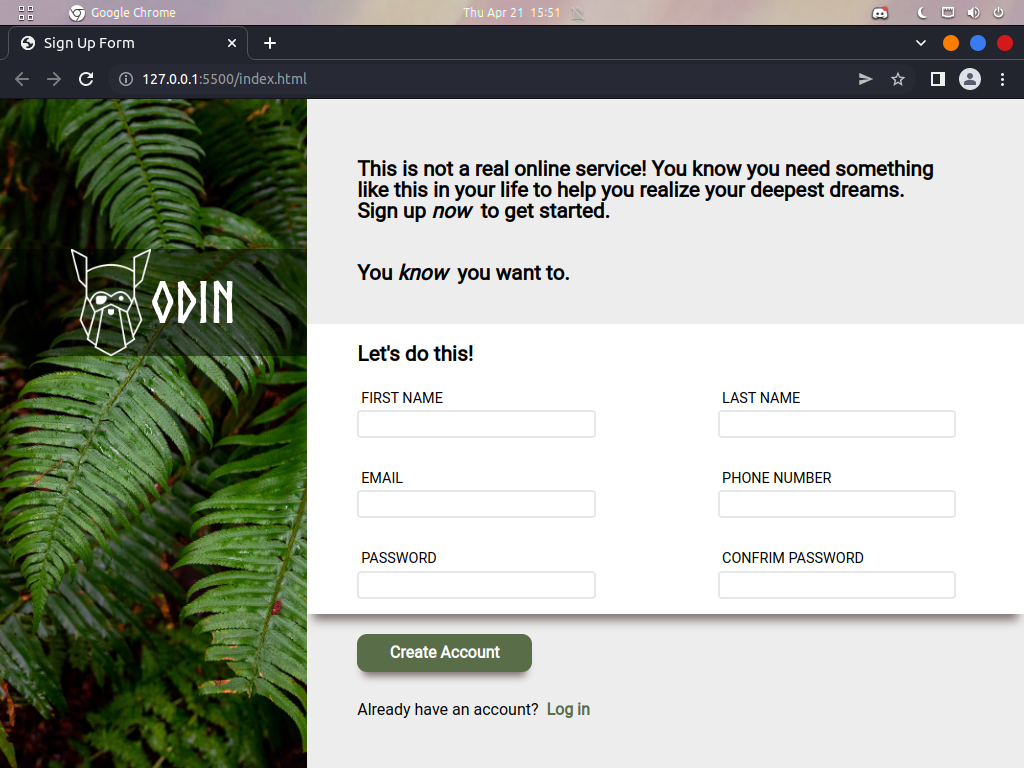 Google Chrome
Thu Apr 21 15:51
Sign Up Form
127.0.0.1:5500/index.html
This is not a real online service! You know you need something
like this in your life to help you realize your deepest dreams.
Sign up now to get started.
You know you want to.
ODIN
Let's do this!
FIRST NAME
LAST NAME
EMAIL
PHONE NUMBER
PASSWORD
CONFRIM PASSWORD
Create Account
Already have an account? Log in